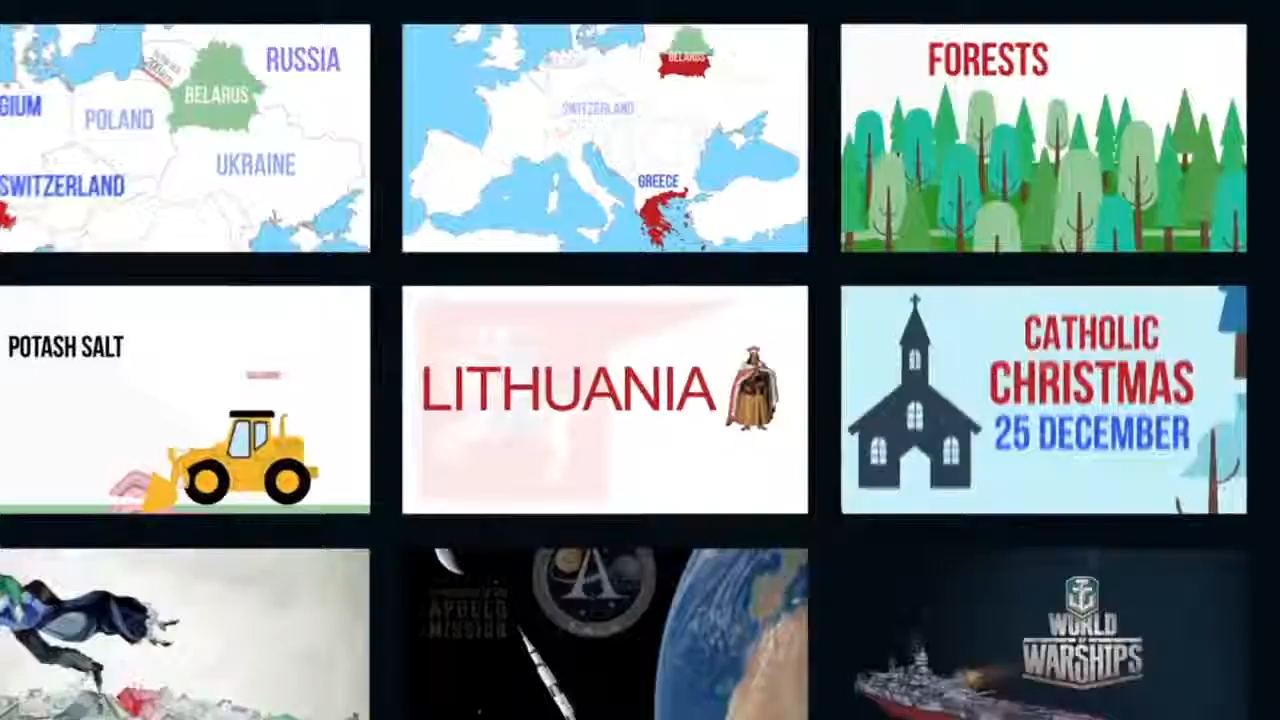 RUSSIA
BELARUS
GIUM
POLAND
UKRAINE
SWITZERLAND
BELARUS
SWITZERLAND
GREECE
FORESTS
POTASH SALT
LITHUANIA
CATHOLIC
CHRISTMAS
25 DECEMBER
APOLLO
MISSION
WORLD
OF
WARSHIPS